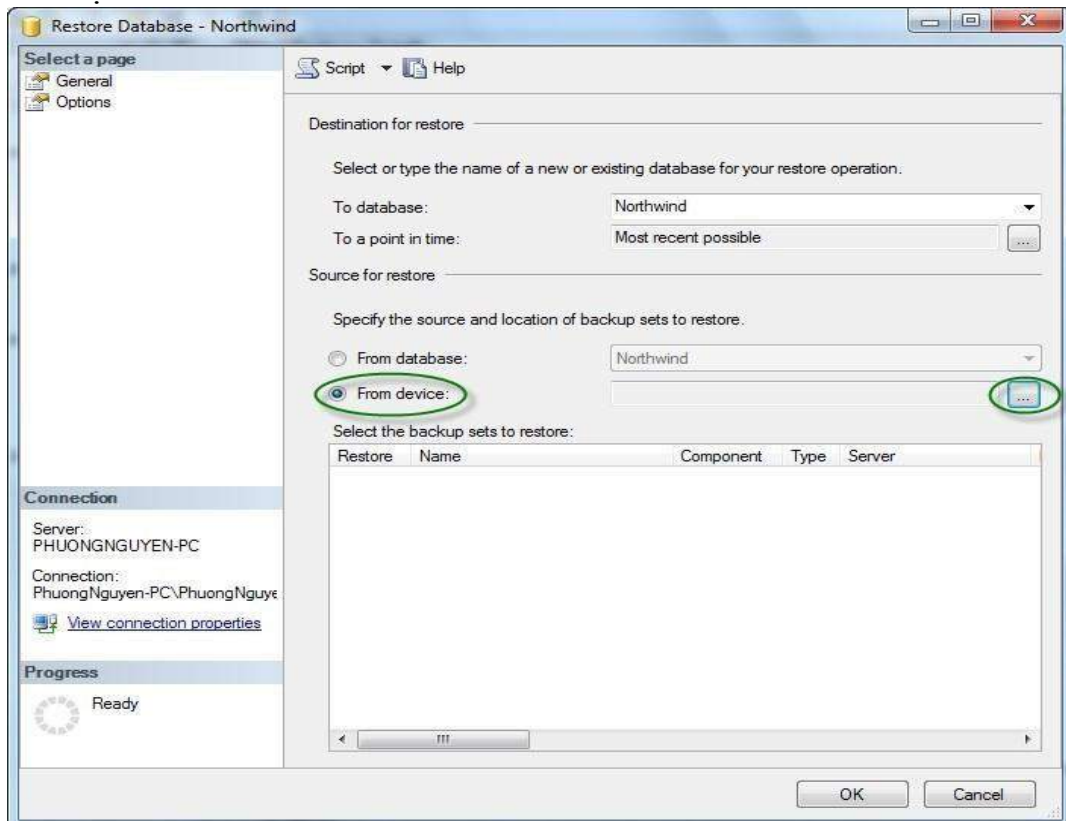 Restore Database - Northwind
Select a page
General
Options
Script
Help
Destination for restore
Select or type the name of a new or existing database for your restore operation.
To database:
Northwind
To a point in time:
Most recent possible
...
Source for restore
Specify the source and location of backup sets to restore.
From database:
Northwind
From device:
...
Select the backup sets to restore:
Restore Name Component Type Server
Connection
Server:
PHUONGNGUYEN-PC
Connection:
PhuongNguyen-PC\PhuongNguye
View connection properties
Progress
Ready
OK
Cancel